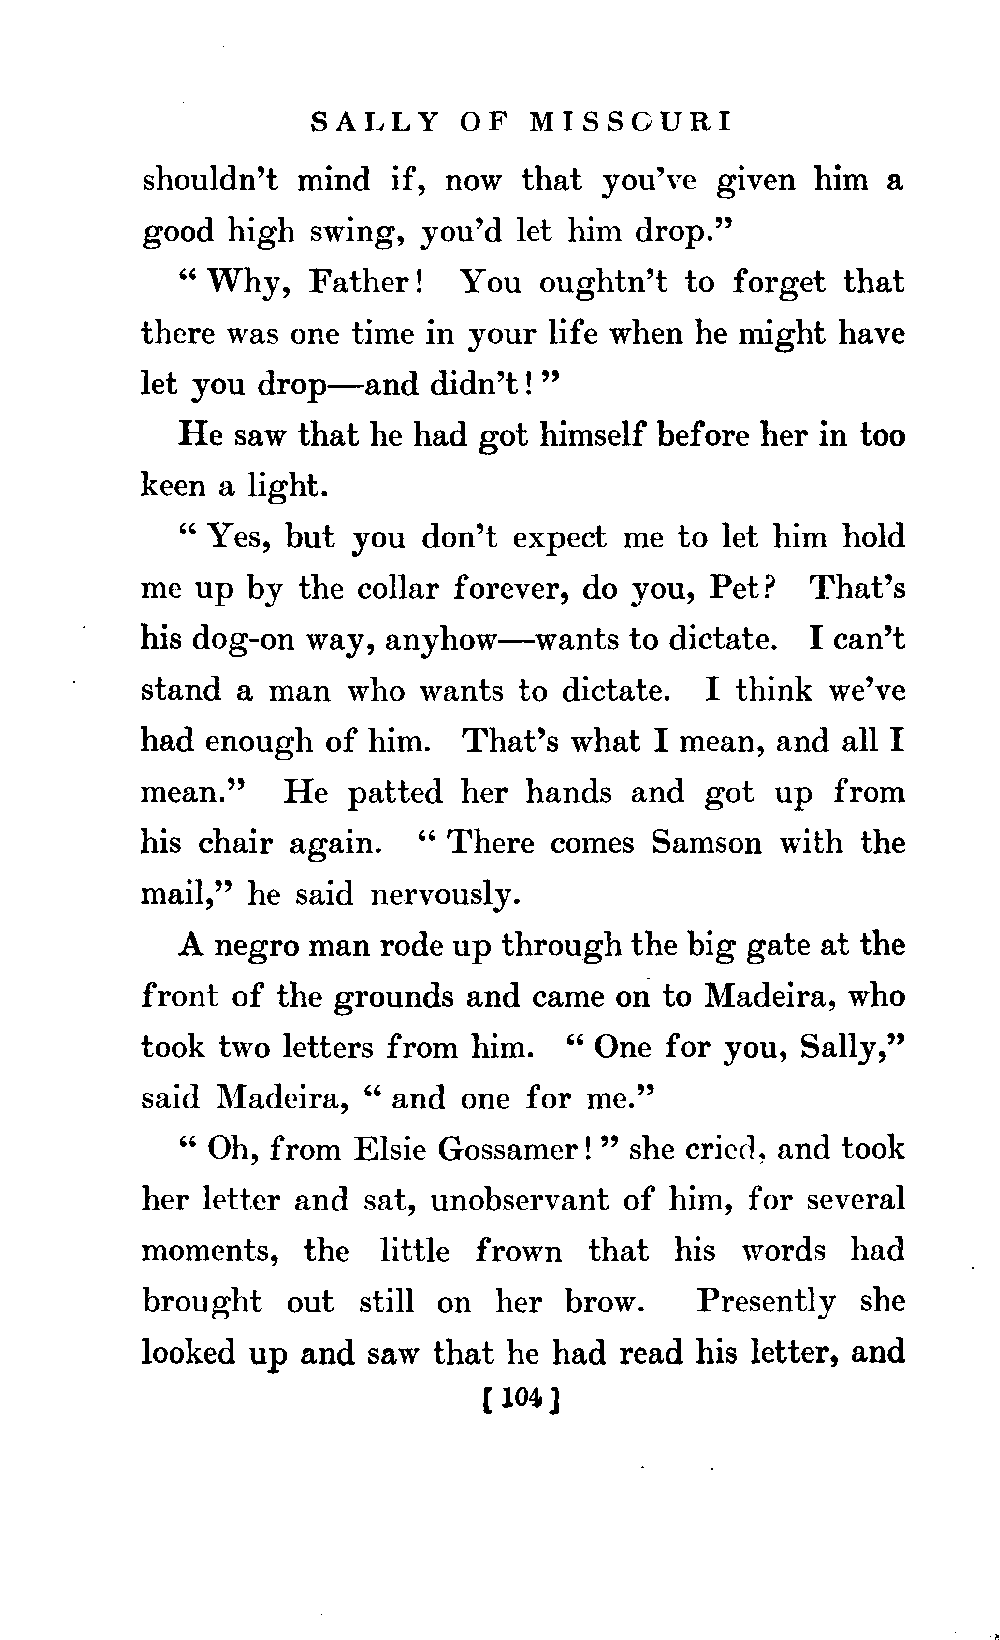 SALLY OF MISSOURI
shouldn't mind if, now that you've given him a
good high swing, you'd let him drop."
" Why, Father! You oughtn't to forget that
there was one time in your life when he might have
let you drop—and didn't! "
He saw that he had got himself before her in too
keen a light.
" Yes, but you don't expect me to let him hold
me up by the collar forever, do you, Pet? That's
his dog-on way, anyhow—wants to dictate. I can't
stand a man who wants to dictate. I think we've
had enough of him. That's what I mean, and all I
mean." He patted her hands and got up from
his chair again. " There comes Samson with the
mail," he said nervously.
A negro man rode up through the big gate at the
front of the grounds and came on to Madeira, who
took two letters from him. " One for you, Sally,"
said Madeira, " and one for me."
" Oh, from Elsie Gossamer! " she cried, and took
her letter and sat, unobservant of him, for several
moments, the little frown that his words had
brought out still on her brow. Presently she
looked up and saw that he had read his letter, and
[ 104 ]